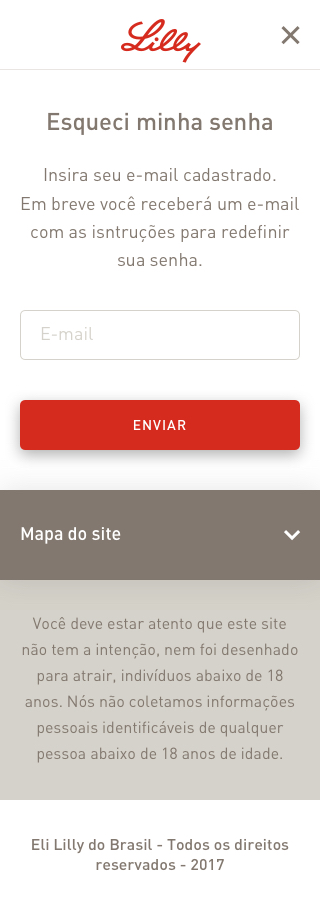 Lilly
Esqueci minha senha
Insira seu e-mail cadastrado.
Em breve você receberá um e-mail
com as isntruções para redefinir
sua senha.
E-mail
ENVIAR
Mapa do site
Você deve estar atento que este site
não tem a intenção, nem foi desenhado
para atrair, indivíduos abaixo de 18
anos. Nós não coletamos informações
pessoais identificáveis de qualquer
pessoa abaixo de 18 anos de idade.
Eli Lilly do Brasil - Todos os direitos
reservados - 2017